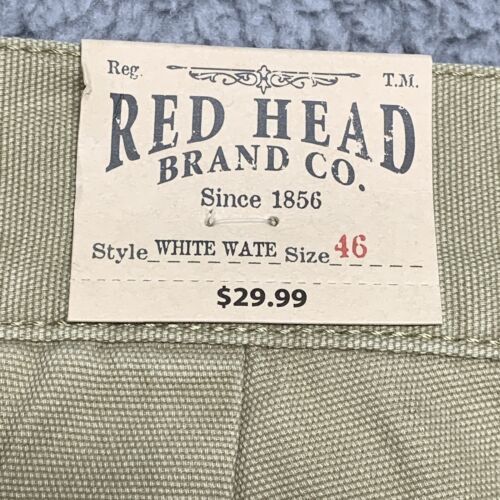 Reg. T.M.
RED HEAD
BRAND CO.
Since 1856
Style WHITE WATE Size 46
$29.99